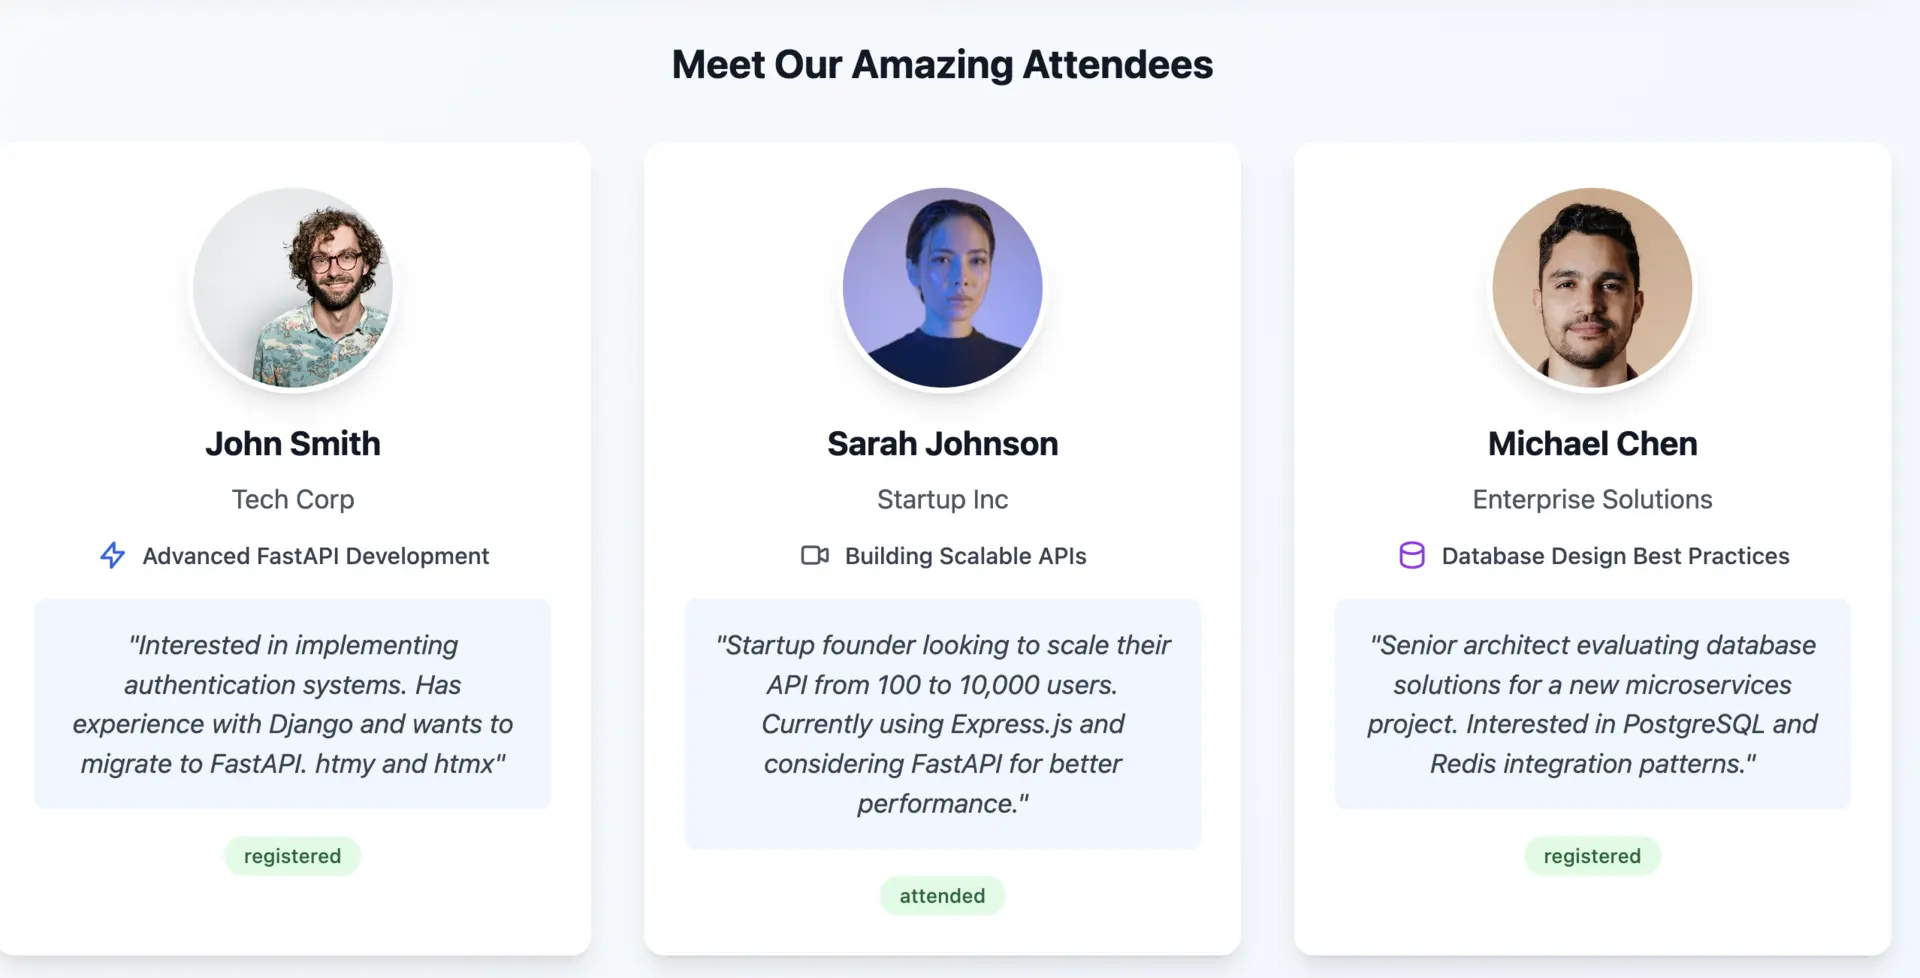 Meet Our Amazing Attendees
John Smith
Tech Corp
Advanced FastAPI Development
"Interested in implementing
authentication systems. Has
experience with Django and wants to
migrate to FastAPI. htmy and htmx"
registered
Sarah Johnson
Startup Inc
Building Scalable APIs
"Startup founder looking to scale their
API from 100 to 10,000 users.
Currently using Express.js and
considering FastAPI for better
performance."
attended
Michael Chen
Enterprise Solutions
Database Design Best Practices
"Senior architect evaluating database
solutions for a new microservices
project. Interested in PostgreSQL and
Redis integration patterns."
registered